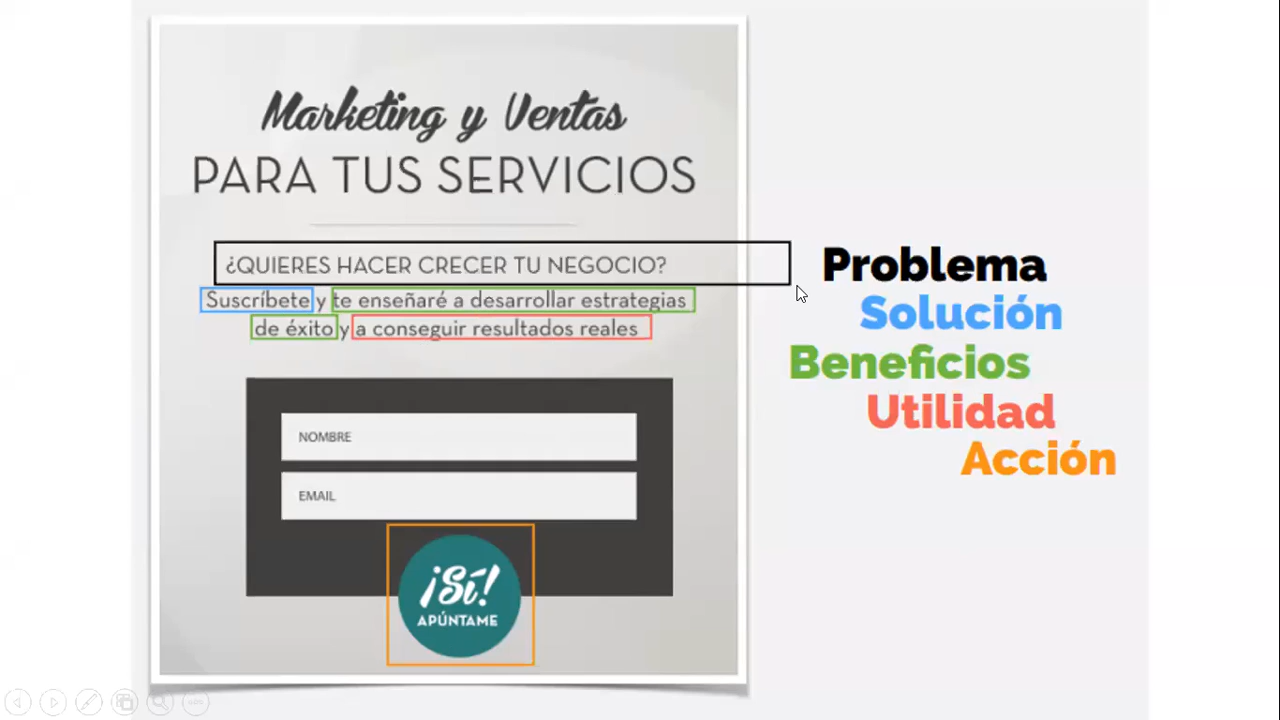 Marketing y Ventas
PARA TUS SERVICIOS
¿QUIERES HACER CRECER TU NEGOCIO?
Suscríbete y te enseñaré a desarrollar estrategias
de éxito y a conseguir resultados reales
NOMBRE
EMAIL
¡Sí!
APÚNTAME
Problema
Solución
Beneficios
Utilidad
Acción